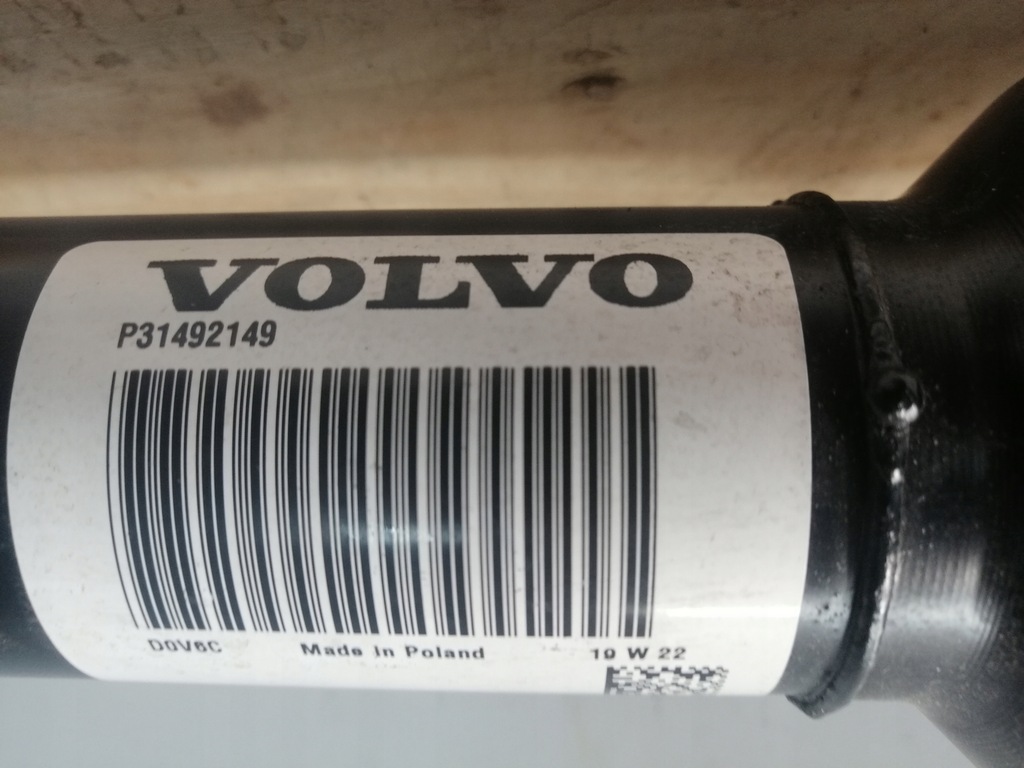 VOLVO
P31492149
D0V6C Made in Poland 19 W 22